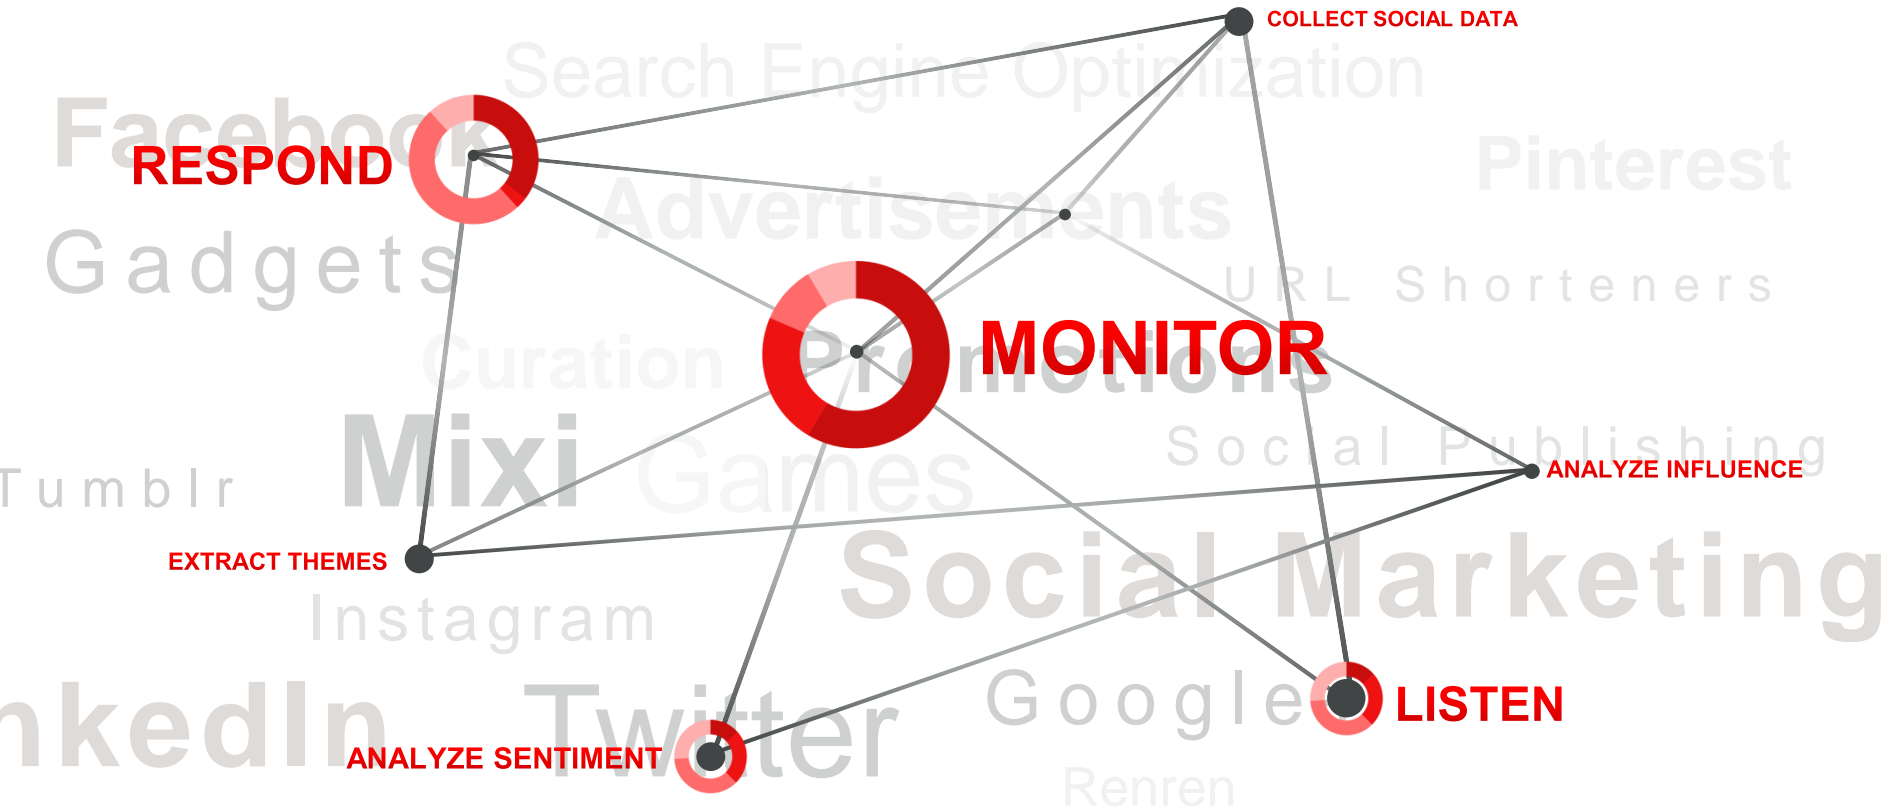 COLLECT SOCIAL DATA
Search Engine Optimization
Facebook
RESPOND
Pinterest
Advertisements
Gadgets
URL Shorteners
Curation
Promotions
MONITOR
Mixi
Games
Social Publishing
Tumblr
ANALYZE INFLUENCE
EXTRACT THEMES
Social Marketing
Instagram
nkedIn
Twitter
Google
LISTEN
ANALYZE SENTIMENT
Renren